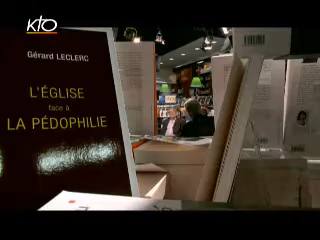 KTO
Gérard LECLERC
L'ÉGLISE
face à
LA PÉDOPHILIE